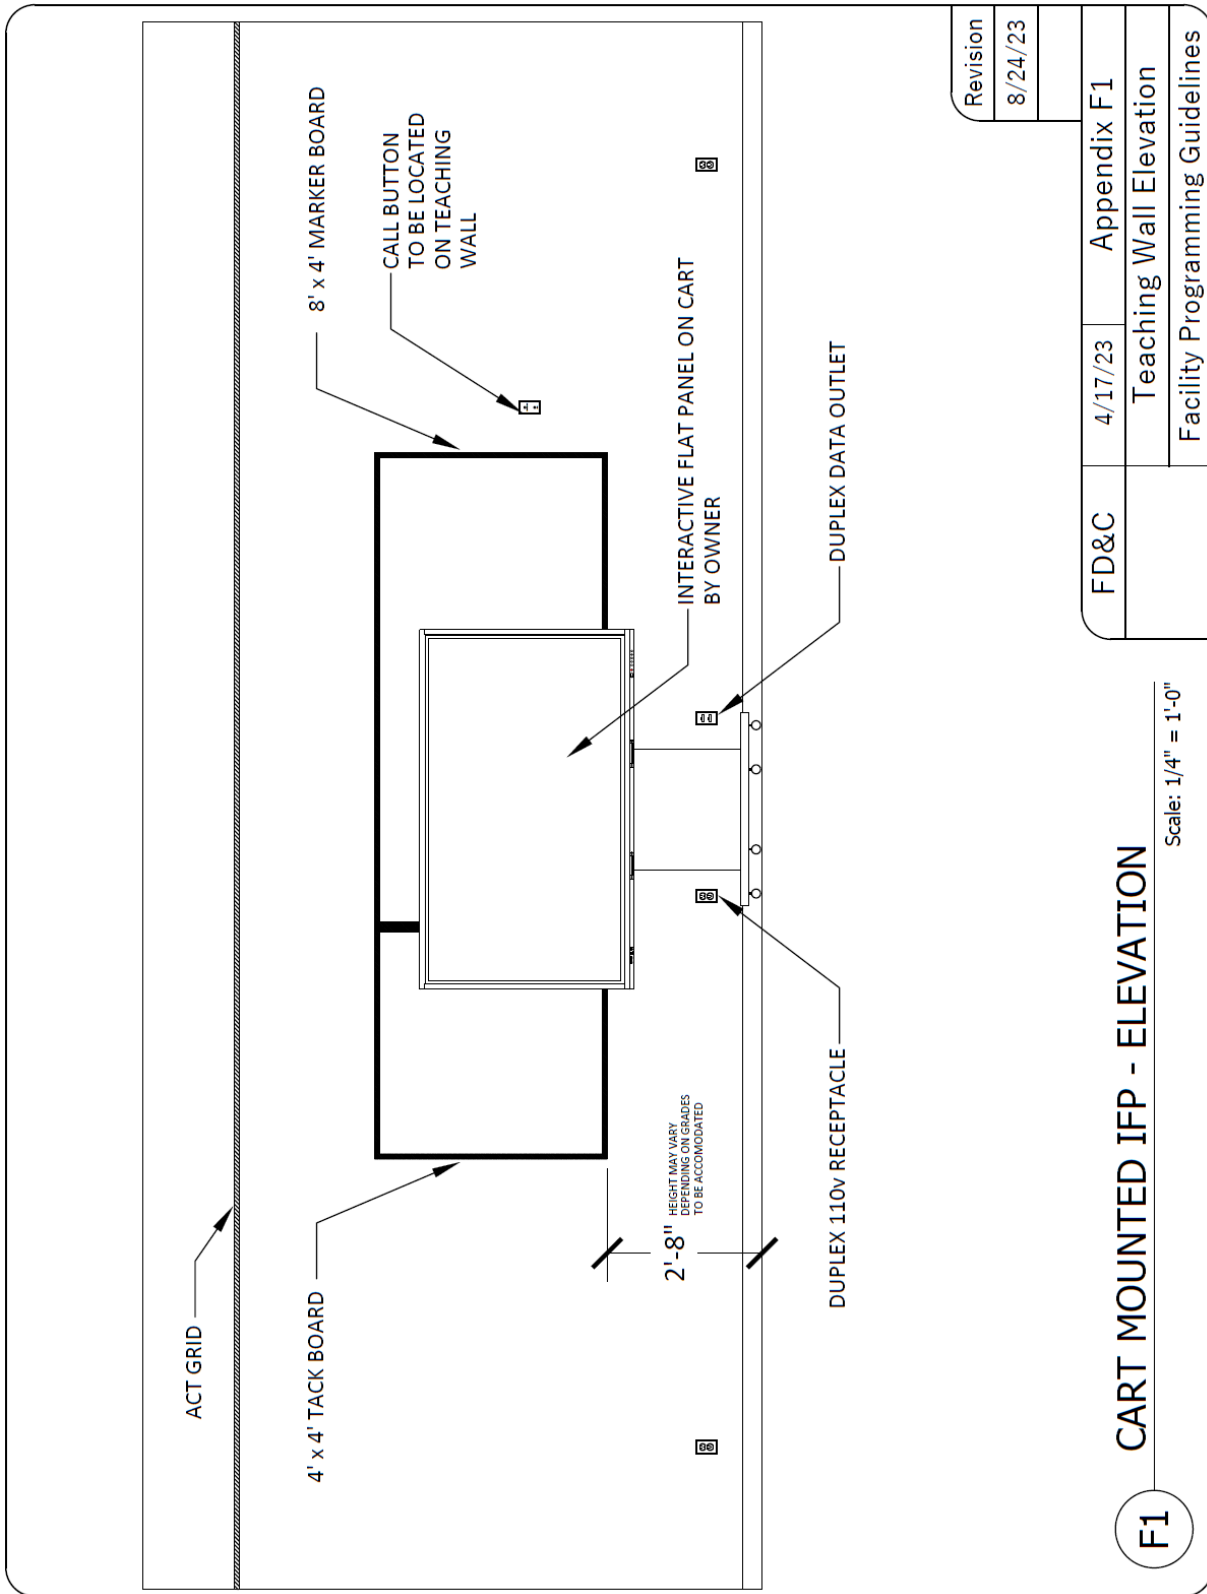 ACT GRID
4' x 4' TACK BOARD
8' x 4' MARKER BOARD
CALL BUTTON
TO BE LOCATED
ON TEACHING
WALL
INTERACTIVE FLAT PANEL ON CART
BY OWNER
2'-8"
HEIGHT MAY VARY
DEPENDING ON GRADES
TO BE ACCOMODATED
DUPLEX 110v RECEPTACLE
DUPLEX DATA OUTLET
F1
CART MOUNTED IFP - ELEVATION
Scale: 1/4" = 1'-0"
Revision
8/24/23
FD&C
4/17/23
Appendix F1
Teaching Wall Elevation
Facility Programming Guidelines